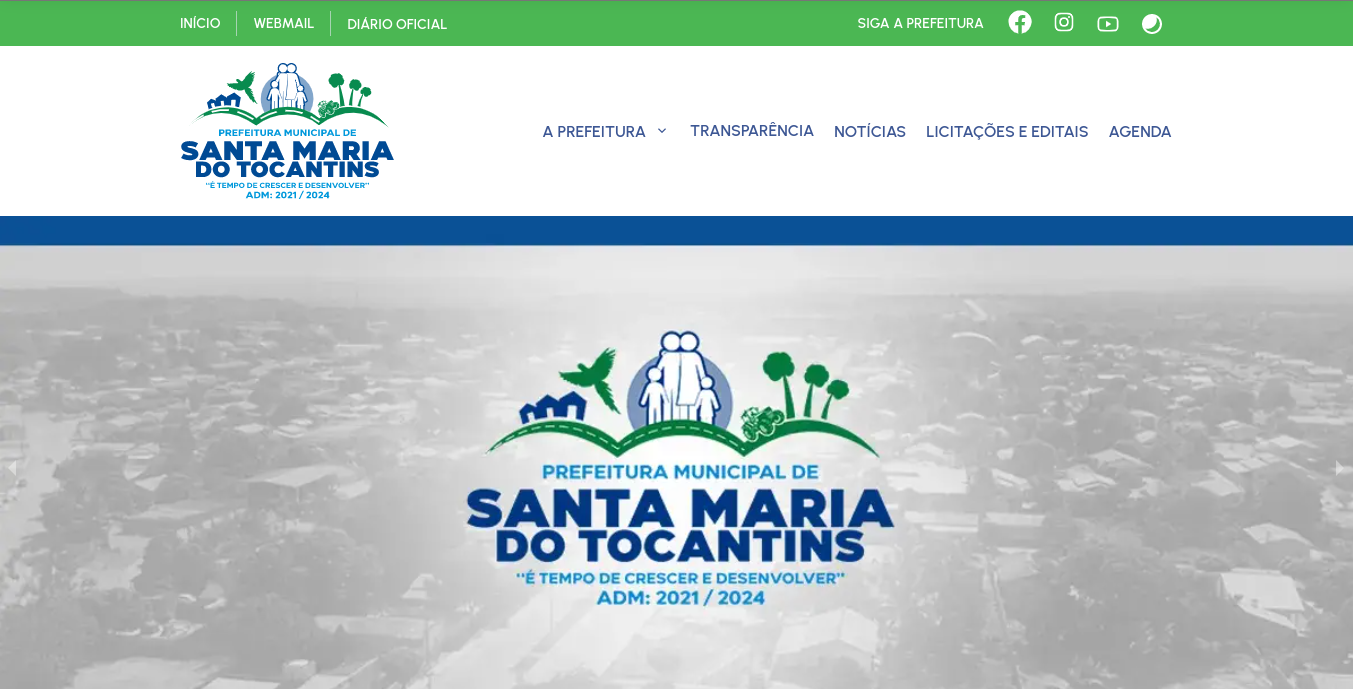 INÍCIO
WEBMAIL
DIÁRIO OFICIAL
SIGA A PREFEITURA
PREFEITURA MUNICIPAL DE
SANTA MARIA
DO TOCANTINS
"É TEMPO DE CRESCER E DESENVOLVER"
ADM: 2021 / 2024
A PREFEITURA
TRANSPARÊNCIA
NOTÍCIAS
LICITAÇÕES E EDITAIS
AGENDA
PREFEITURA MUNICIPAL DE
SANTA MARIA
DO TOCANTINS
"É TEMPO DE CRESCER E DESENVOLVER"
ADM: 2021 / 2024